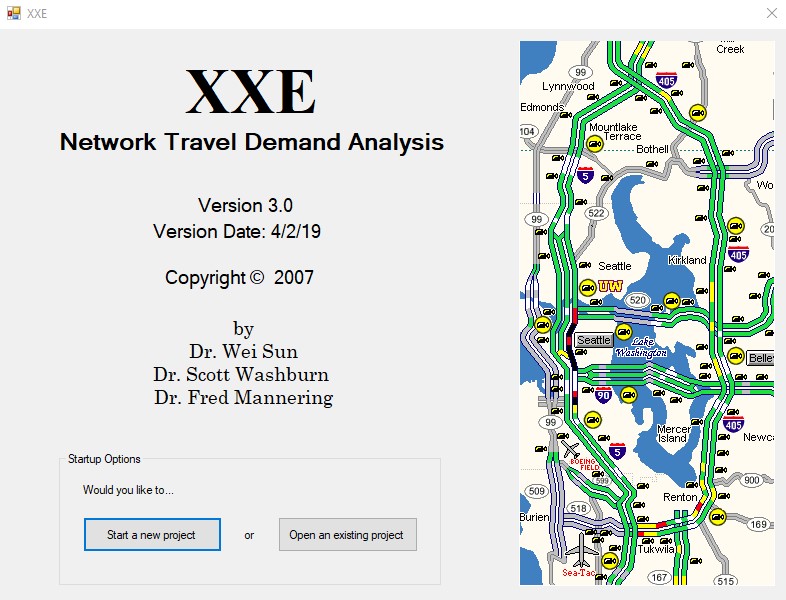 XXE
XXE
Network Travel Demand Analysis
Version 3.0
Version Date: 4/2/19
Copyright © 2007
by
Dr. Wei Sun
Dr. Scott Washburn
Dr. Fred Mannering
Startup Options
Would you like to...
Start a new project
or
Open an existing project
Creek
99
405
Lynnwood
Edmonds
104
Mountlake
Terrace
Bothell
5
Wo
99
522
20
405
Kirkland
Seattle
UW
520
Seattle
Lake
Washington
Belle
90
99
405
Mercer
Island
Newc
5
BOEING
FIELD
599
900
509
Renton
518
Burien
169
Tukwila
Sea-Tac
167
515